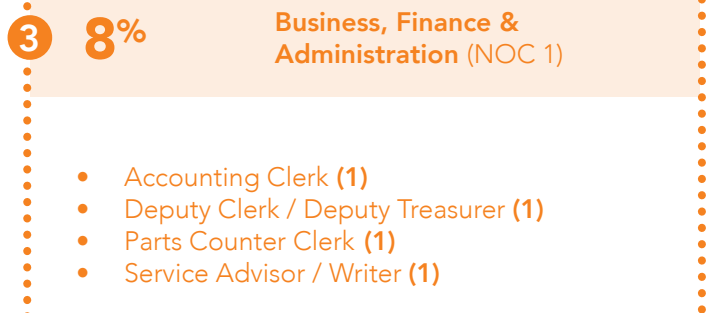 3 8% Business, Finance &
Administration (NOC 1)
• Accounting Clerk (1)
• Deputy Clerk / Deputy Treasurer (1)
• Parts Counter Clerk (1)
• Service Advisor / Writer (1)